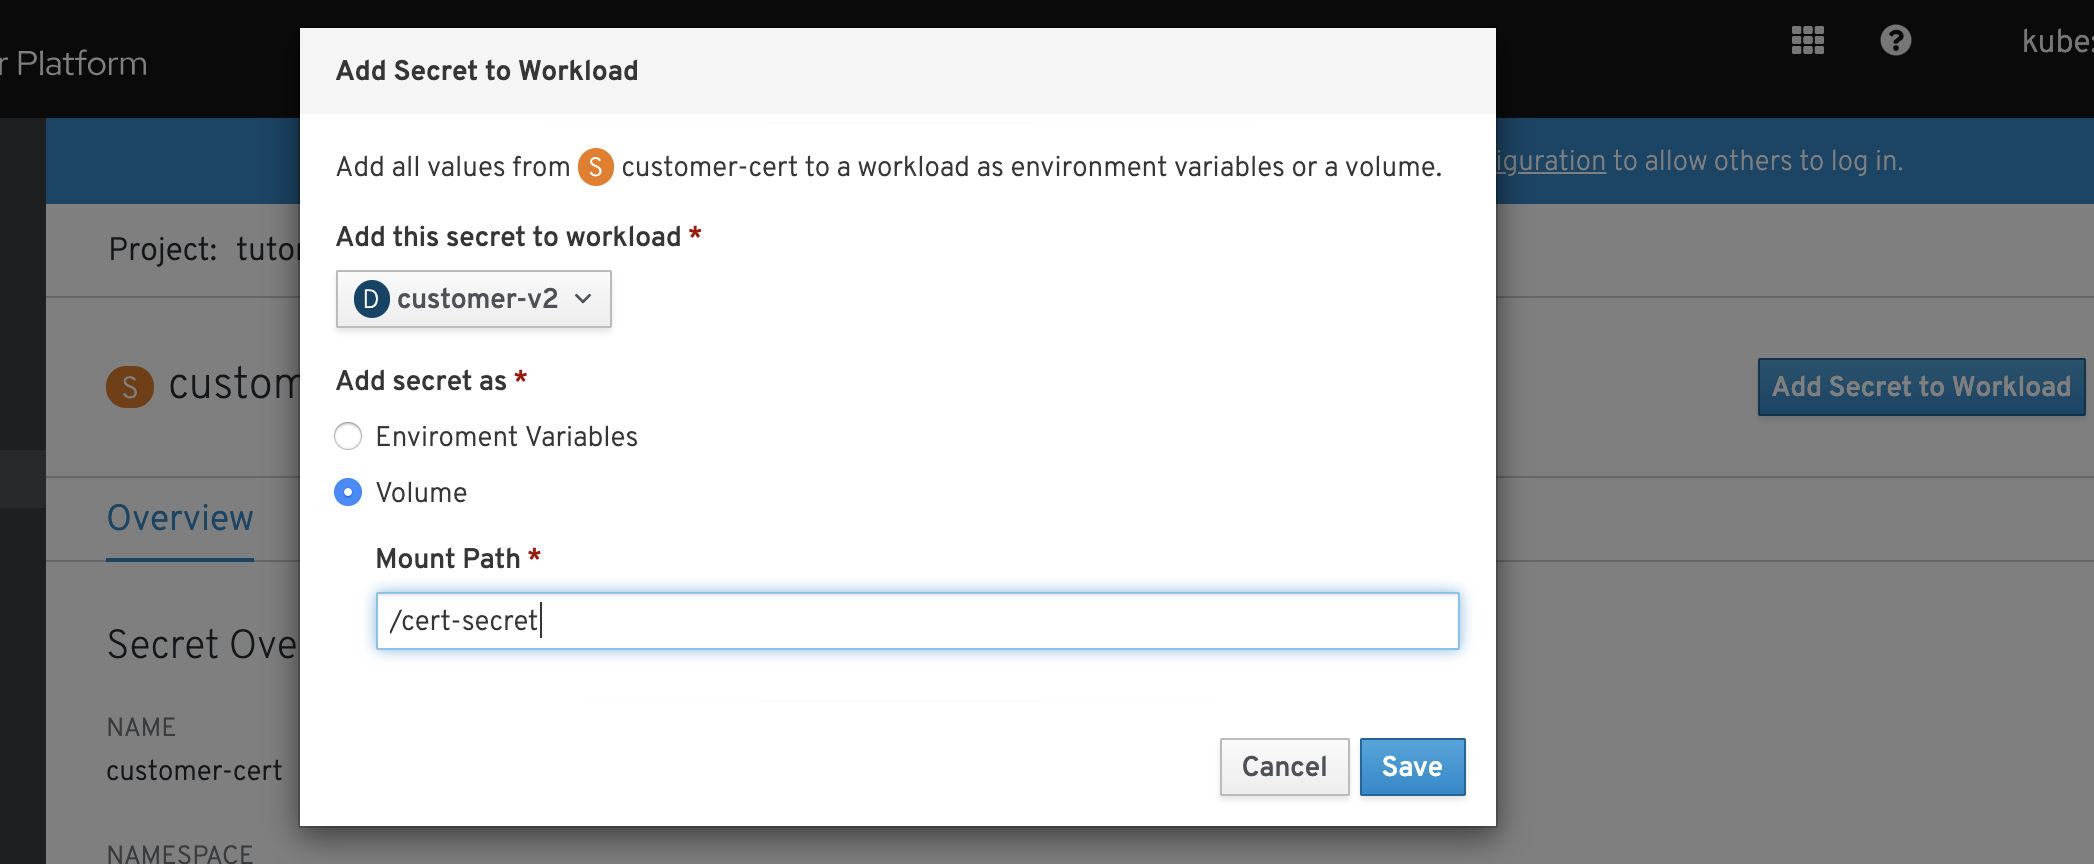 r Platform
kube:
Add Secret to Workload
Add all values from S customer-cert to a workload as environment variables or a volume.
iguration to allow others to log in.
Add this secret to workload *
Project: tutor
D customer-v2
S custom
Add Secret to Workload
Add secret as *
Enviroment Variables
Volume
Overview
Mount Path *
/cert-secret
Secret Ove
NAME
customer-cert
Cancel
Save
NAMESPACE